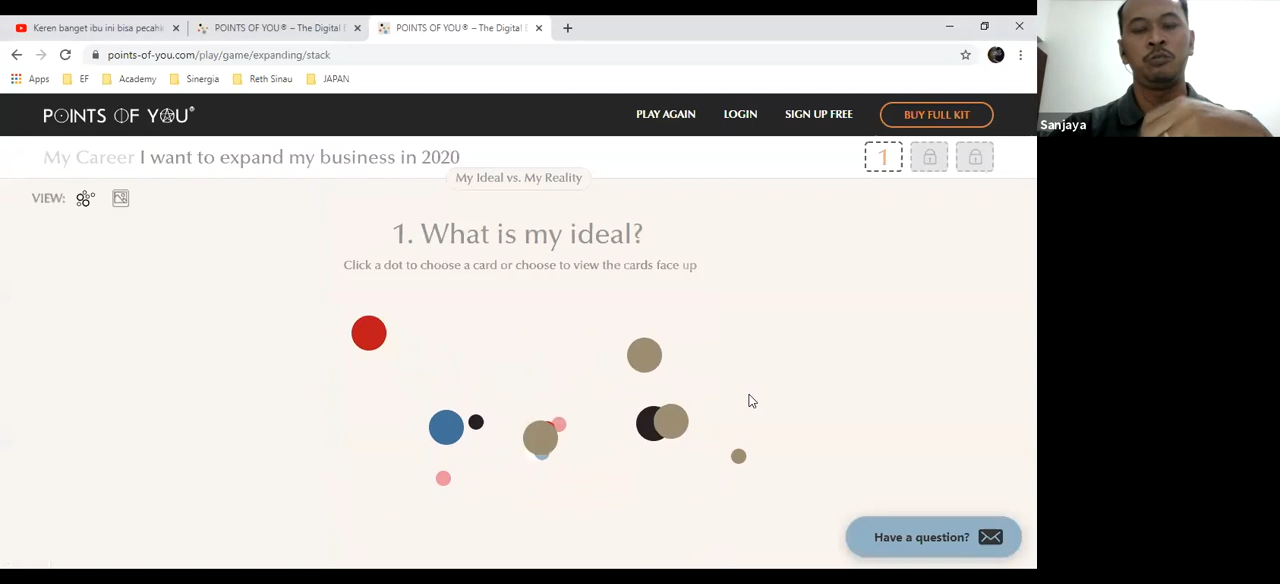 Keren banget ibu ini bisa pecahk
POINTS OF YOU® – The Digital E
POINTS OF YOU® – The Digital E
points-of-you.com/play/game/expanding/stack
Apps EF Academy Sinergia Reth Sinau JAPAN
POINTS OF YOU®
PLAY AGAIN LOGIN SIGN UP FREE BUY FULL KIT
Sanjaya
My Career I want to expand my business in 2020
1
My Ideal vs. My Reality
VIEW:
1. What is my ideal?
Click a dot to choose a card or choose to view the cards face up
Have a question?